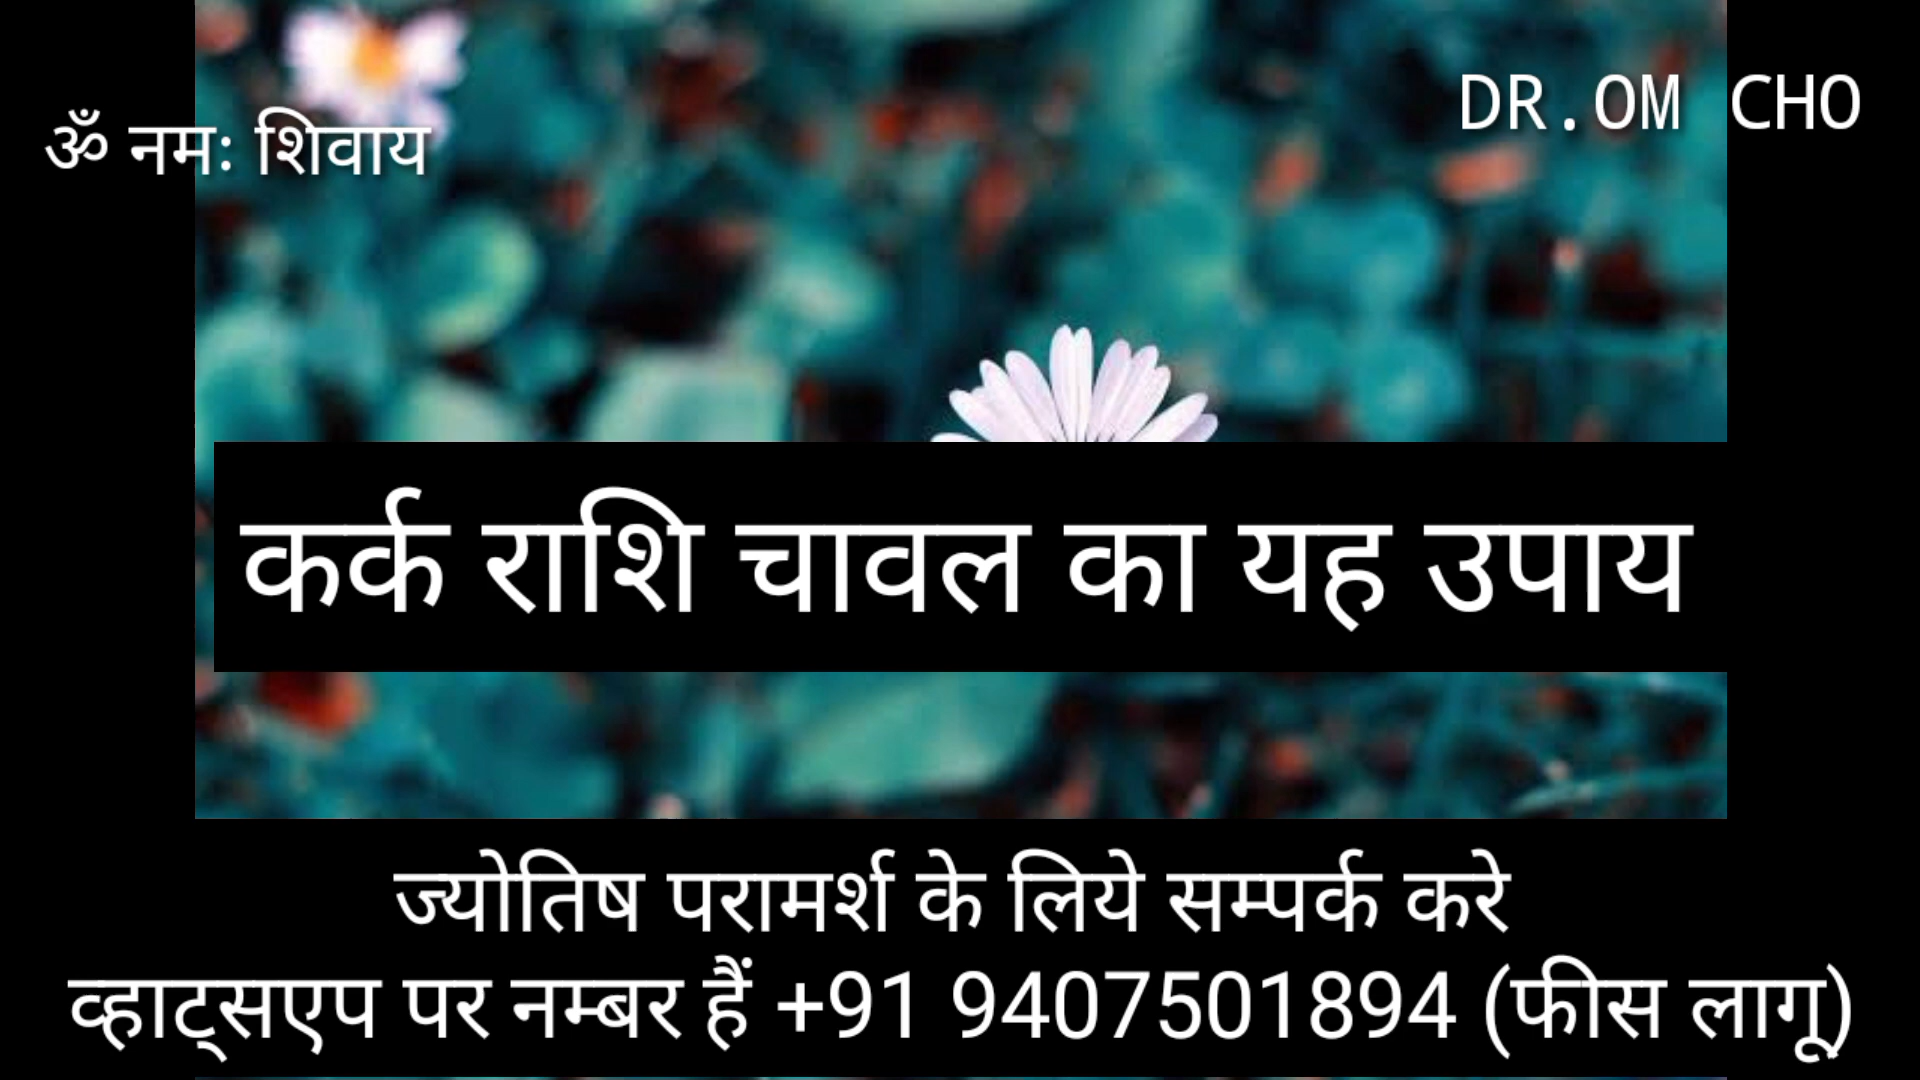 ॐ नमः शिवाय
DR.OM CHO
कर्क राशि चावल का यह उपाय
ज्योतिष परामर्श के लिये सम्पर्क करे
व्हाट्सएप पर नम्बर हैं +91 9407501894 (फीस लागू)